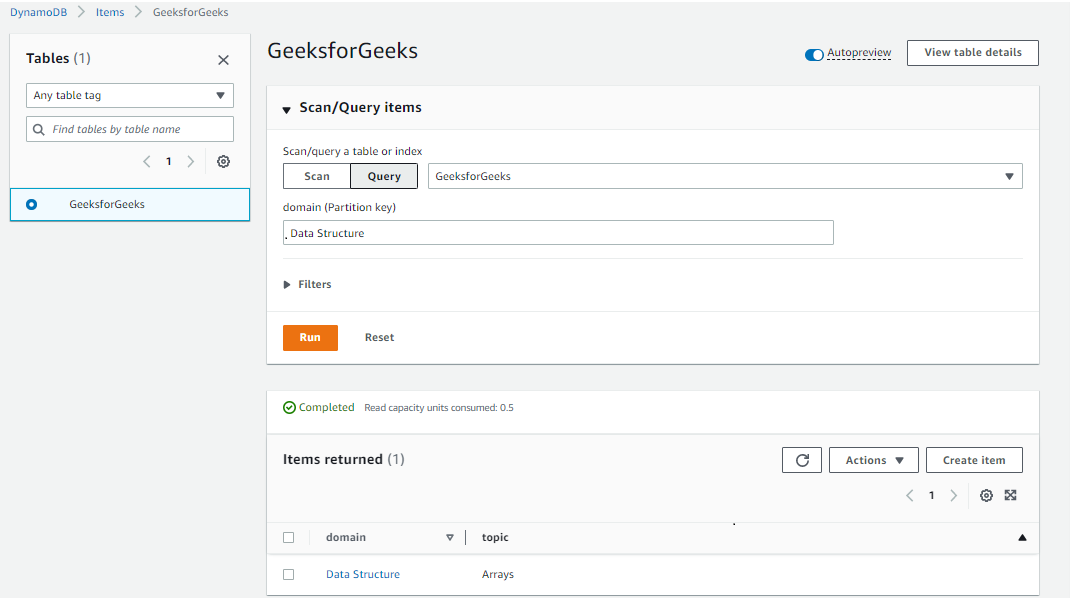 DynamoDB > Items > GeeksforGeeks
Tables (1)
Any table tag
Find tables by table name
1
GeeksforGeeks
GeeksforGeeks
Autopreview
View table details
Scan/Query items
Scan/query a table or index
Scan Query GeeksforGeeks
domain (Partition key)
Data Structure
Filters
Run Reset
Completed Read capacity units consumed: 0.5
Items returned (1)
Actions Create item
1
domain topic
Data Structure Arrays